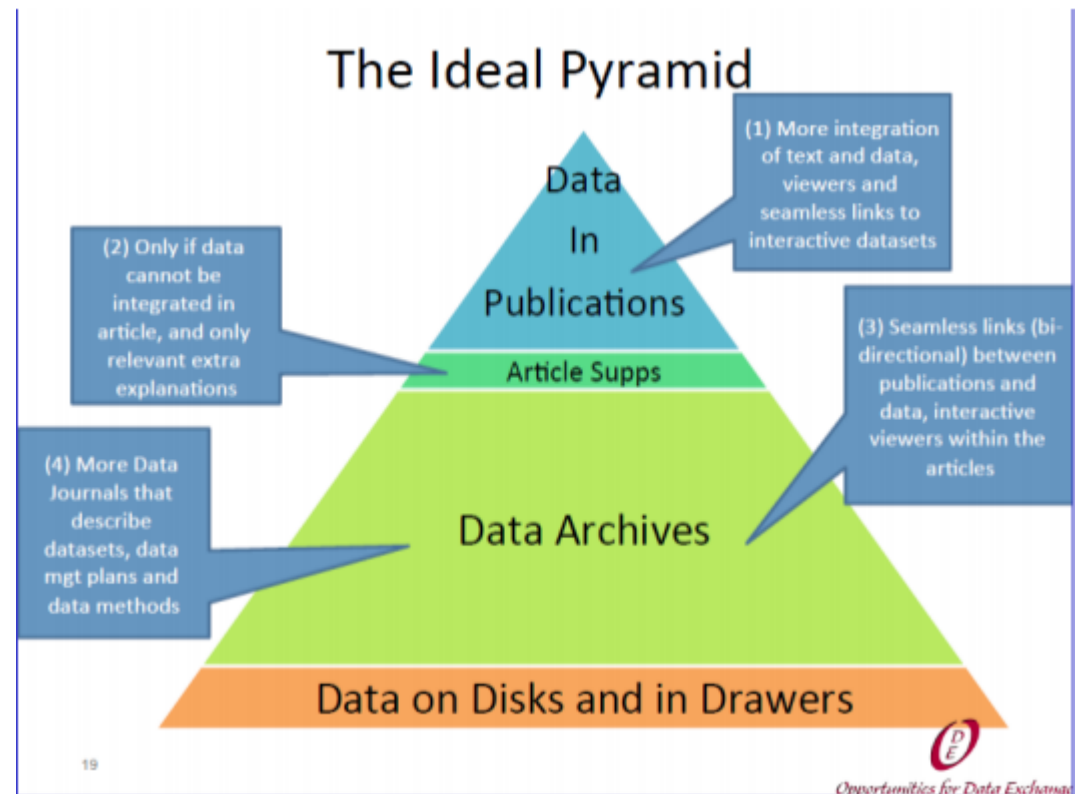 The Ideal Pyramid
(1) More integration
of text and data,
viewers and
seamless links to
interactive datasets
Data
In
Publications
(2) Only if data
cannot be
integrated in
article, and only
relevant extra
explanations
(3) Seamless links (bi-
directional) between
publications and
data, interactive
viewers within the
articles
Article Supps
(4) More Data
Journals that
describe
datasets, data
mgt plans and
data methods
Data Archives
Data on Disks and in Drawers
19
O
D
E
Opportunities for Data Exchange